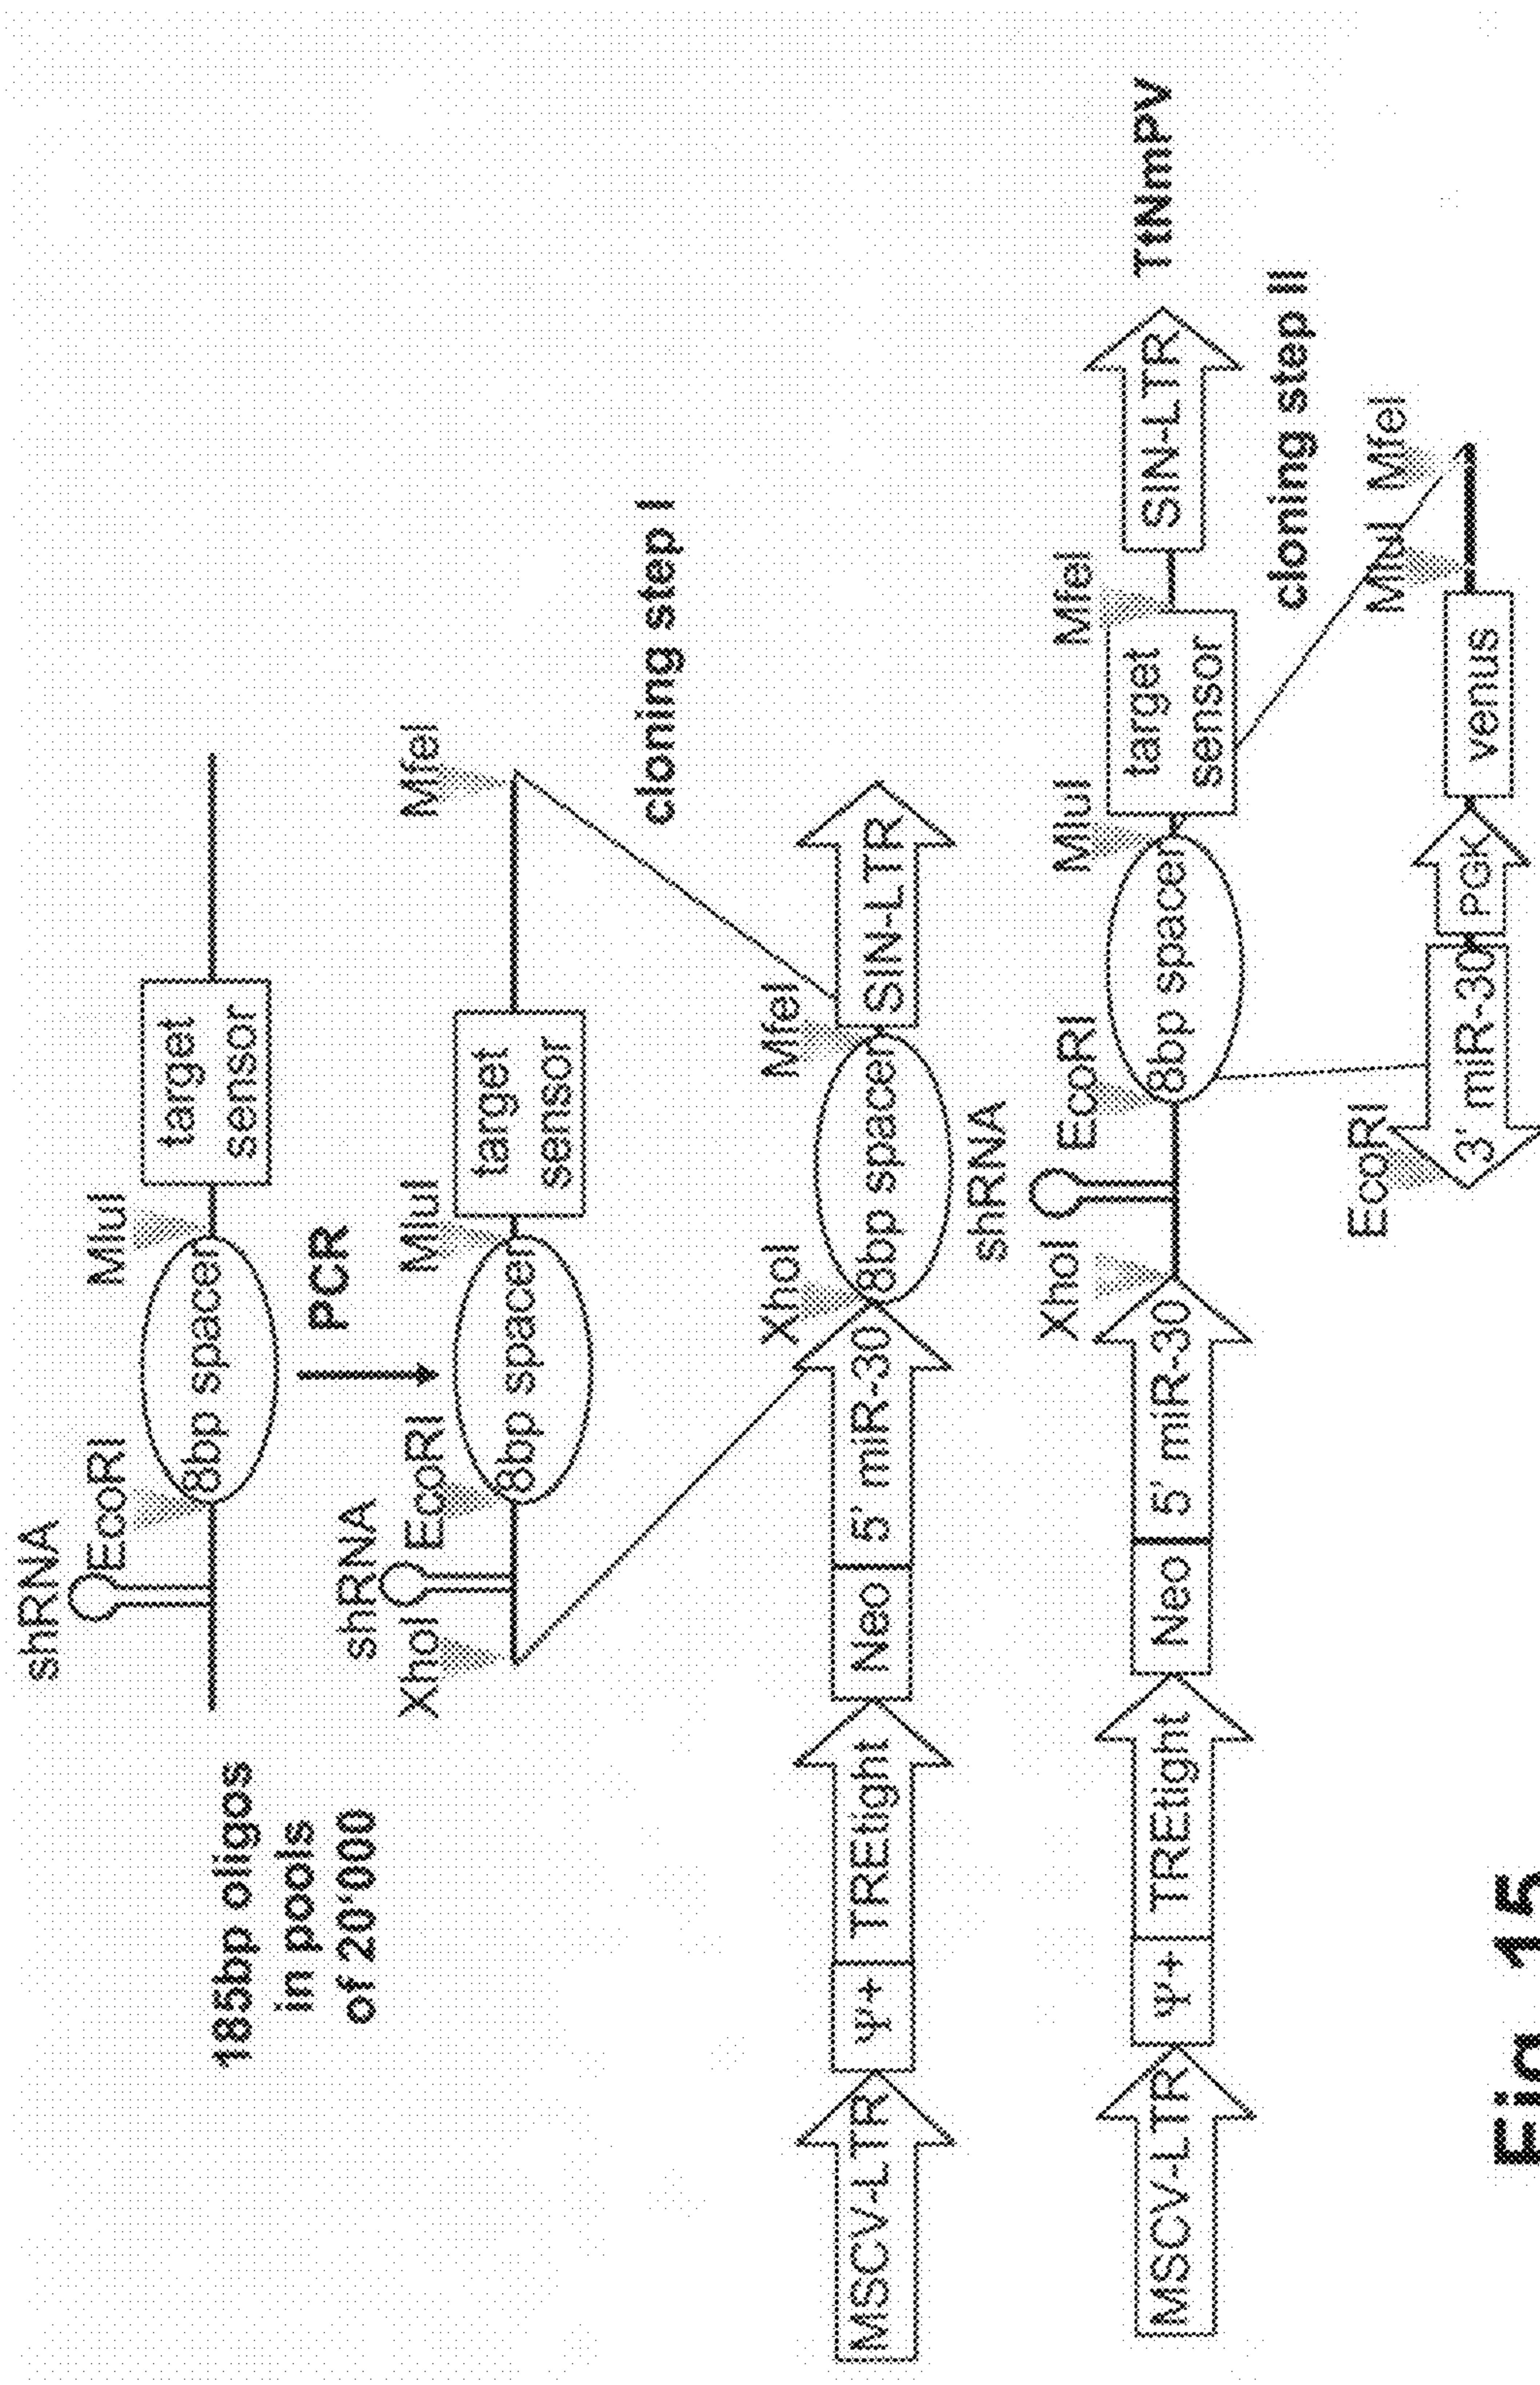 shRNA
EcoRI
MluI
185bp oligos
in pools
of 20'000
8bp spacer
target
sensor
PCR
shRNA
XhoI
EcoRI
MluI
MfeI
8bp spacer
target
sensor
cloning step I
XhoI
MfeI
MSCV-LTR
Ψ+
TREtight
Neo
5' miR-30
8bp spacer
SIN-LTR
shRNA
XhoI
EcoRI
MluI
MfeI
MSCV-LTR
Ψ+
TREtight
Neo
5' miR-30
8bp spacer
target
sensor
SIN-LTR
TtNmPV
cloning step II
EcoRI
MluI
MfeI
3' miR-30
PGK
venus
Fig. 15